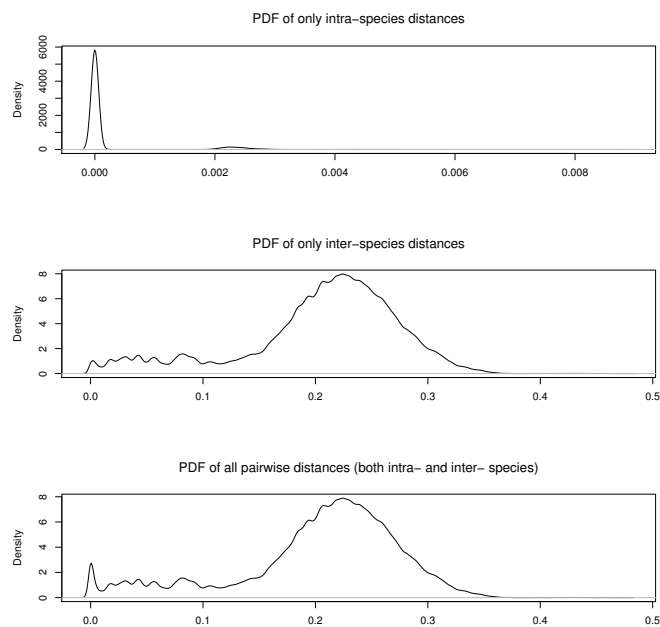 PDF of only intra−species distances
Density
0 2000 4000 6000
0.000 0.002 0.004 0.006 0.008
PDF of only inter−species distances
Density
0 2 4 6 8
0.0 0.1 0.2 0.3 0.4 0.5
PDF of all pairwise distances (both intra− and inter− species)
Density
0 2 4 6 8
0.0 0.1 0.2 0.3 0.4 0.5